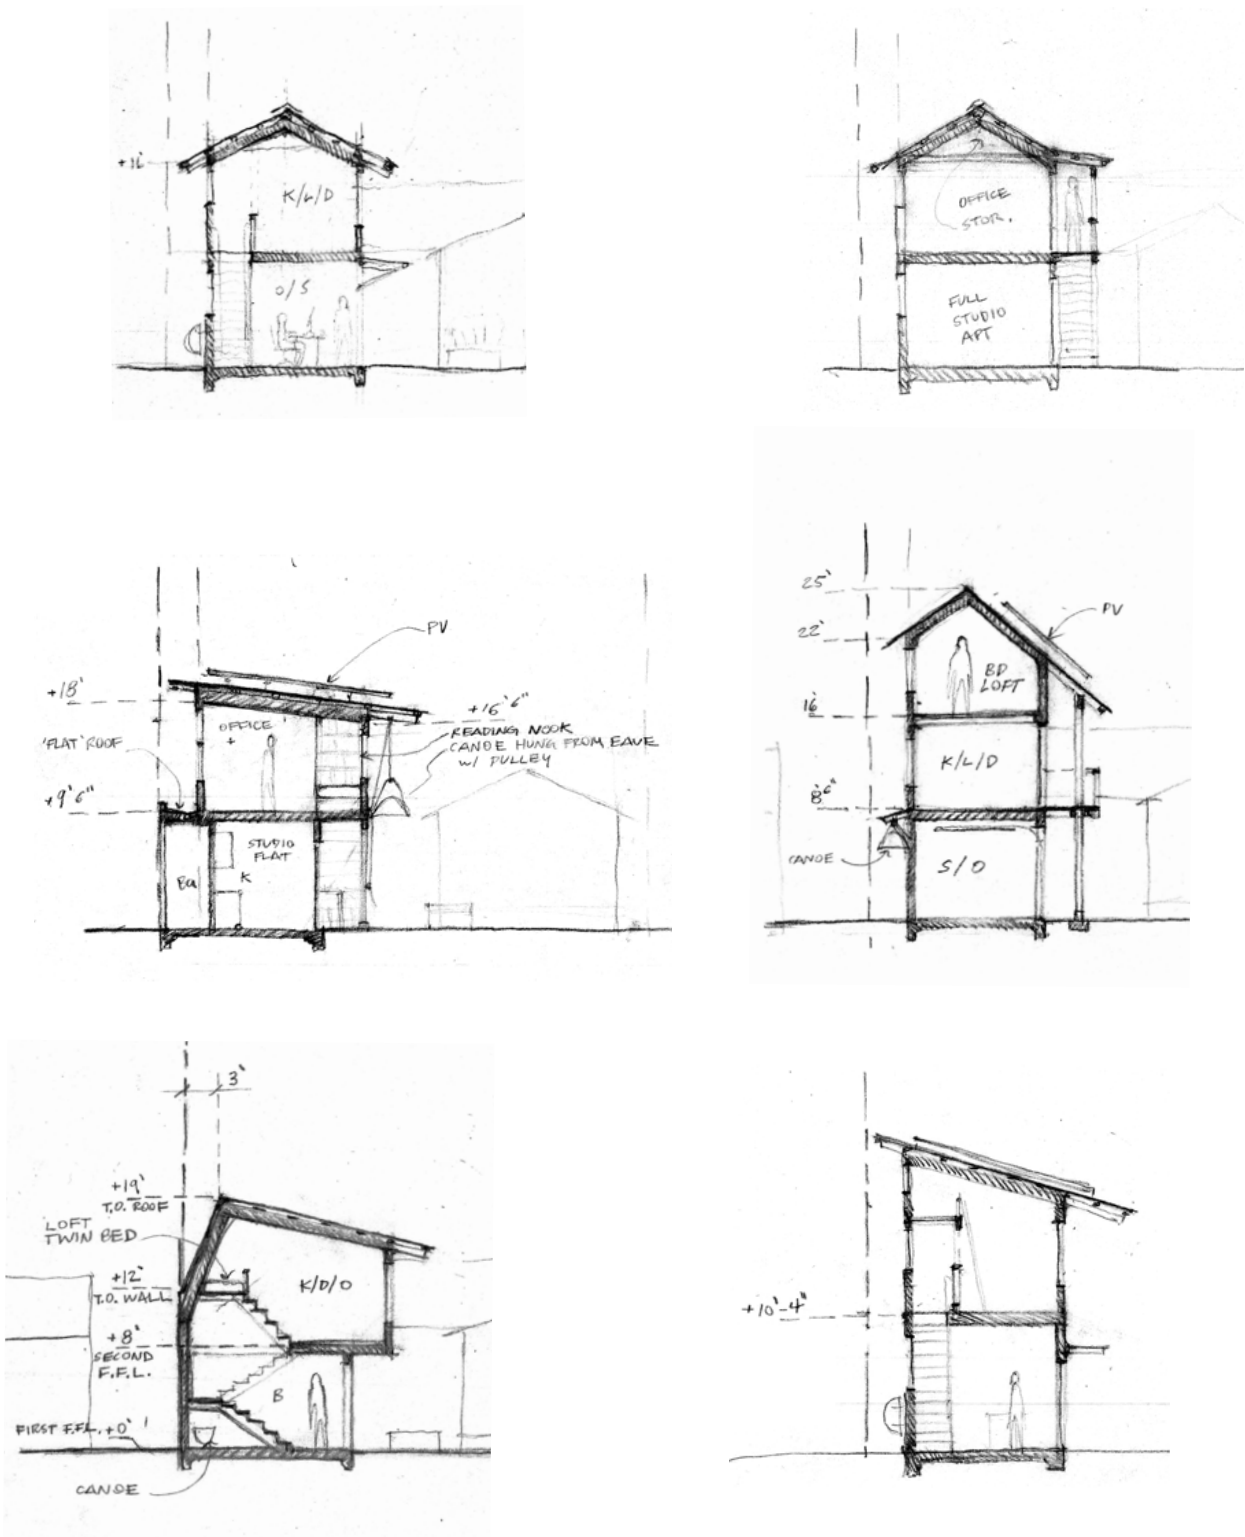 +16'
K/L/D
O/S
OFFICE
STOR.
FULL
STUDIO
APT
PV
+18'
+16'6"
OFFICE
+
READING NOOK
'FLAT' ROOF
CANOE HUNG FROM EAVE
W/ PULLEY
+9'6"
STUDIO
FLAT
Ba
K
25'
PV
22'
BD
LOFT
16'
K/L/D
8'6"
CANOE
S/O
3'
+19'
T.O. ROOF
LOFT
TWIN BED
+12'
T.O. WALL
K/D/O
+8'
SECOND
F.F.L.
B
FIRST F.F.L. +0'
CANOE
+10'-4"